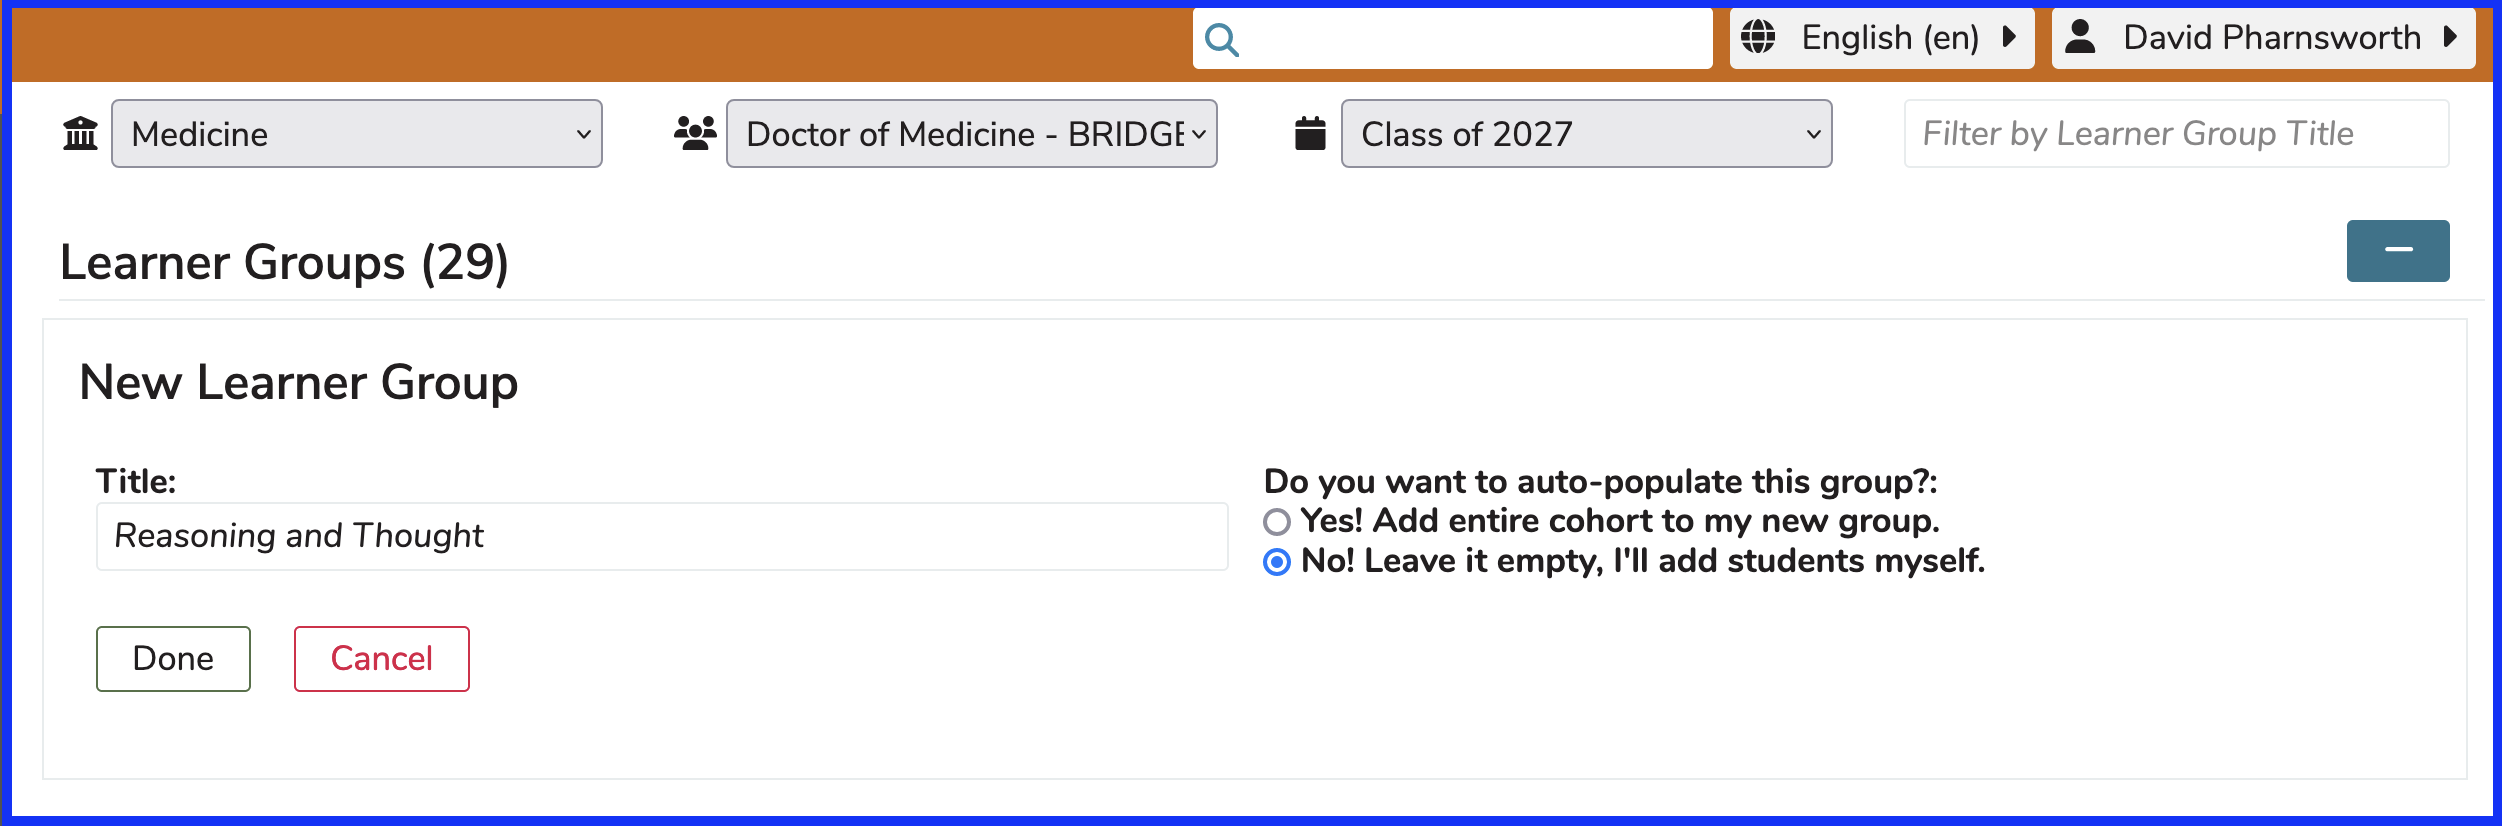 English (en)
David Pharnsworth
Medicine
Doctor of Medicine - BRIDGE
Class of 2027
Filter by Learner Group Title
Learner Groups (29)
New Learner Group
Title:
Reasoning and Thought
Do you want to auto-populate this group?:
Yes! Add entire cohort to my new group.
No! Leave it empty, I'll add students myself.
Done
Cancel